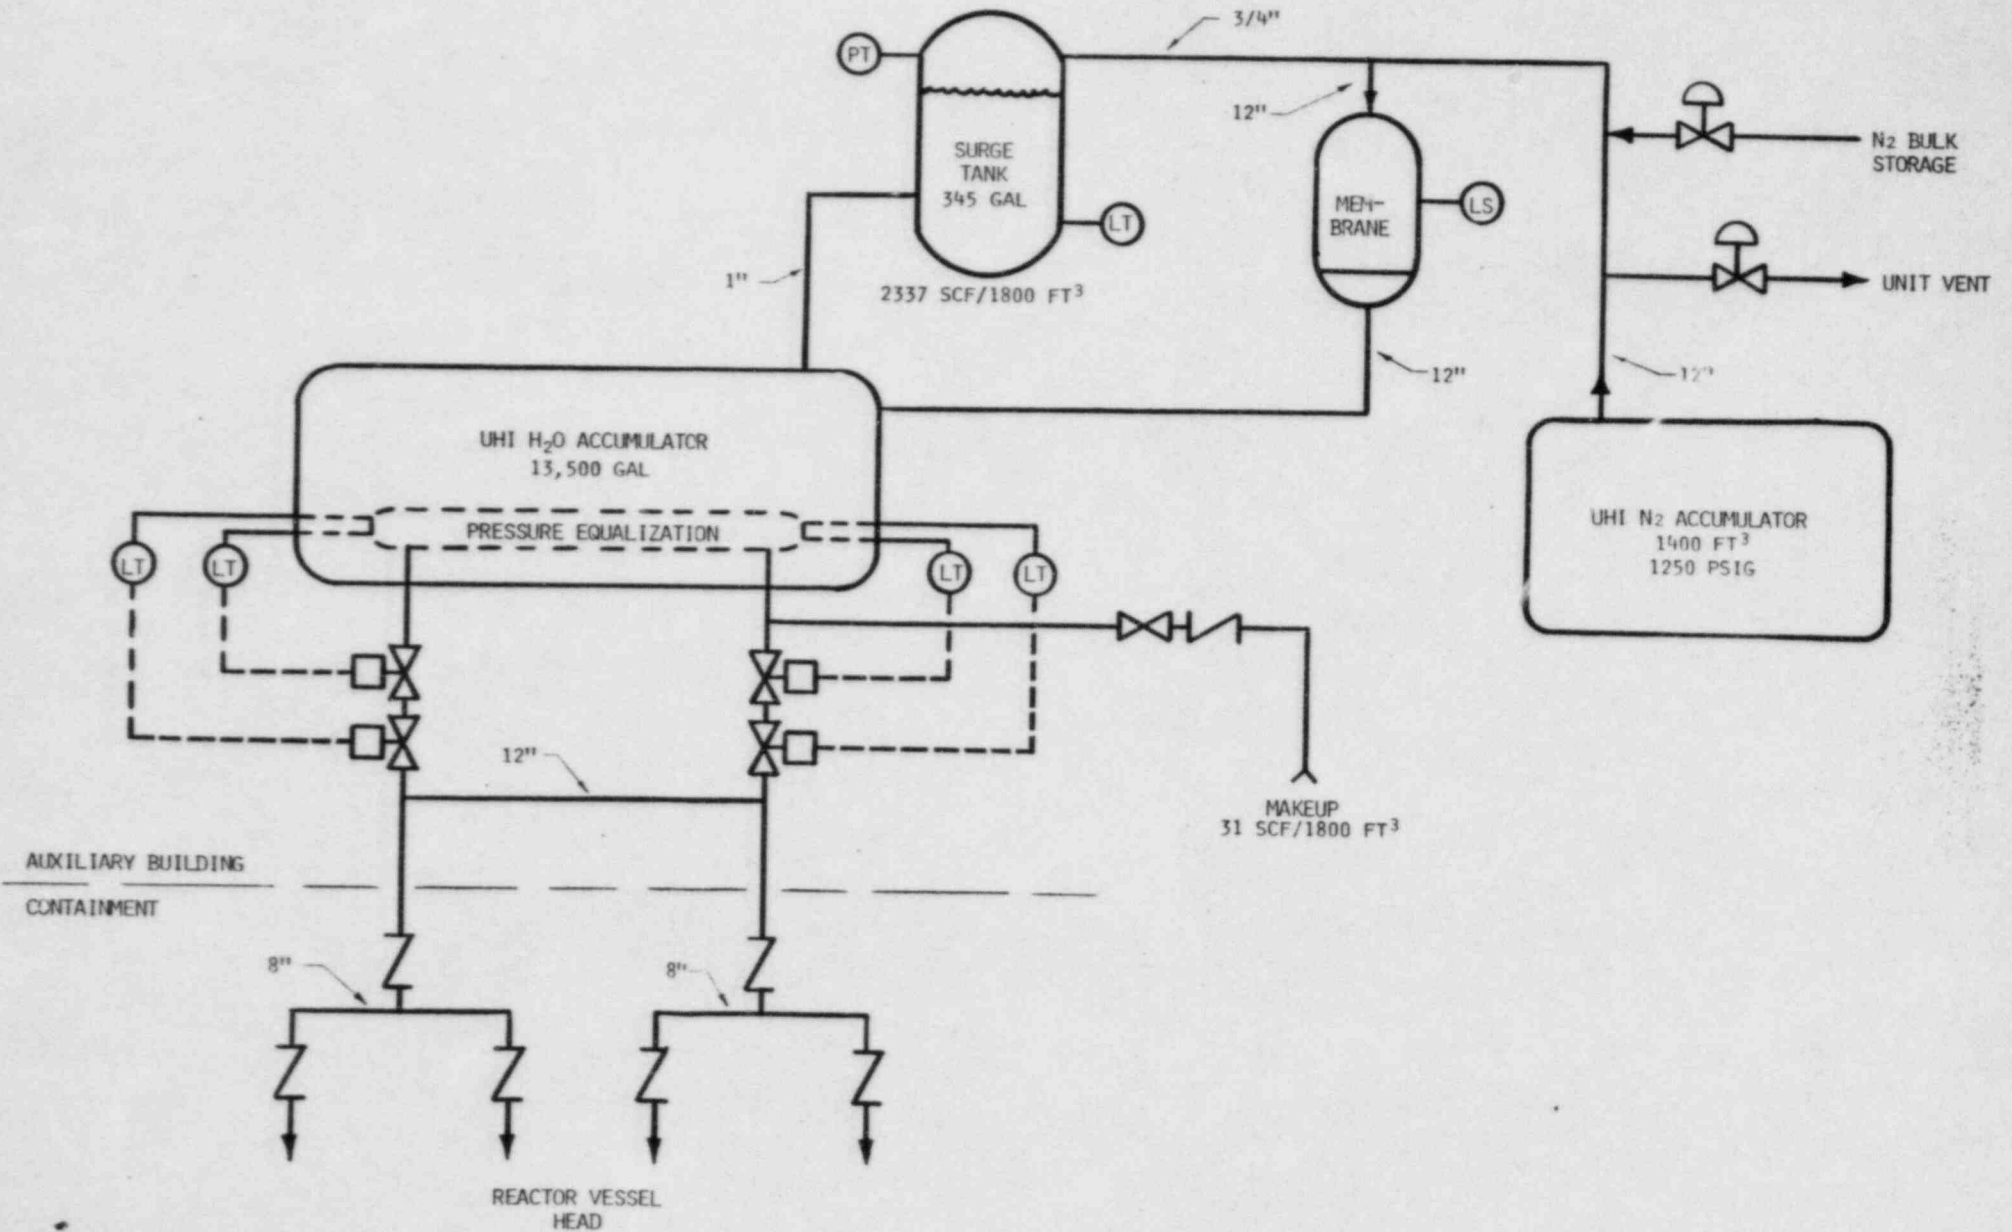 3/4"
PT
12"
SURGE
TANK
345 GAL
LT
MEM-
BRANE
LS
N2 BULK
STORAGE
1"
2337 SCF/1800 FT³
UNIT VENT
12"
12"
UHI H₂O ACCUMULATOR
13,500 GAL
PRESSURE EQUALIZATION
LT
LT
LT
LT
UHI N2 ACCUMULATOR
1400 FT³
1250 PSIG
12"
MAKEUP
31 SCF/1800 FT³
AUXILIARY BUILDING
CONTAINMENT
8"
8"
REACTOR VESSEL
HEAD